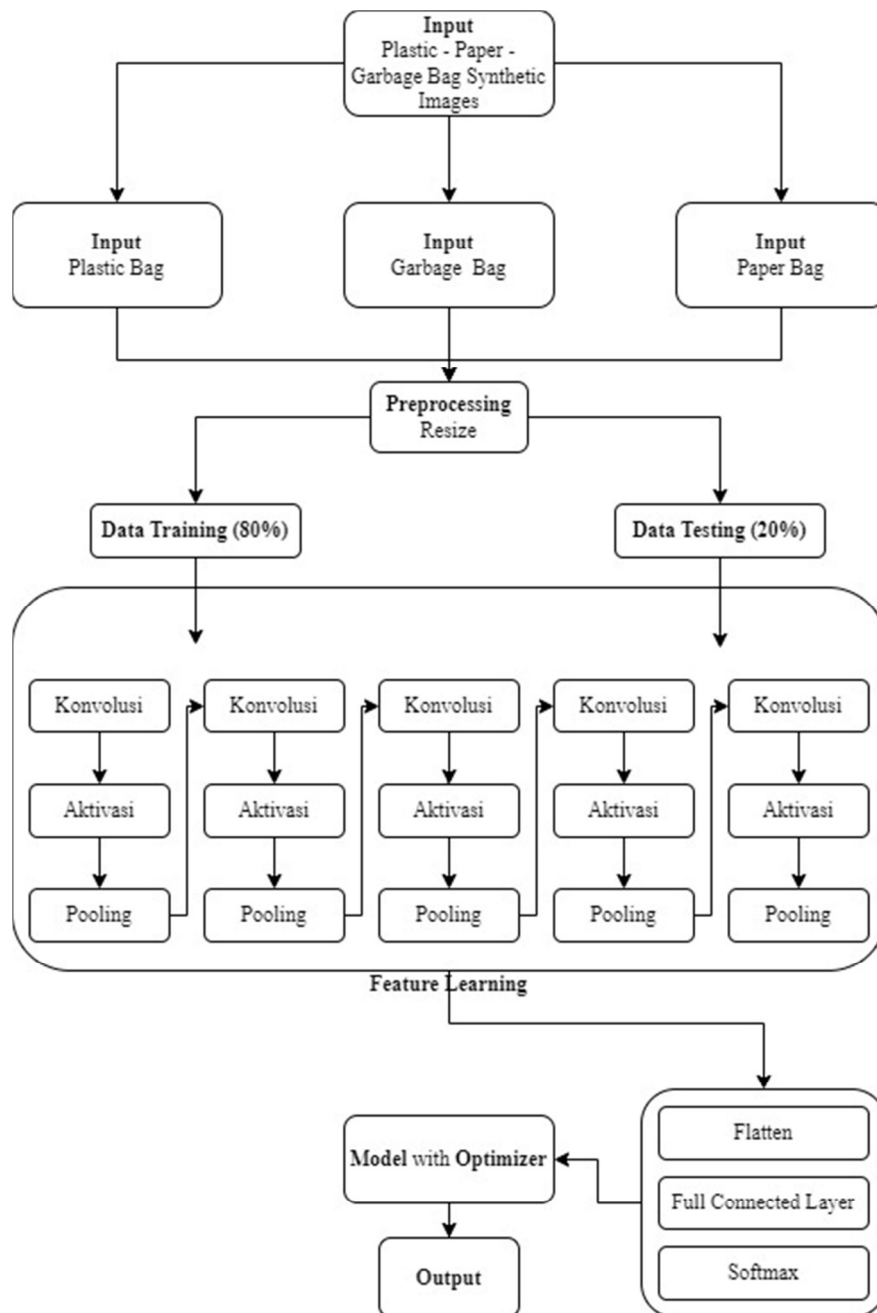 Input
Plastic - Paper -
Garbage Bag Synthetic
Images
Input
Plastic Bag
Input
Garbage Bag
Input
Paper Bag
Preprocessing
Resize
Data Training (80%)
Data Testing (20%)
Konvolusi
Konvolusi
Konvolusi
Konvolusi
Konvolusi
Aktivasi
Aktivasi
Aktivasi
Aktivasi
Aktivasi
Pooling
Pooling
Pooling
Pooling
Pooling
Feature Learning
Flatten
Full Connected Layer
Softmax
Model with Optimizer
Output